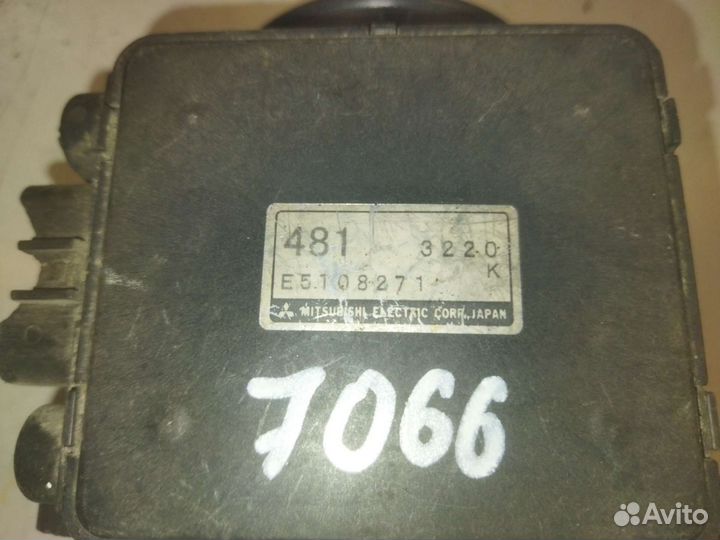 481 3220
K
E5108271
MITSUBISHI ELECTRIC CORP., JAPAN
7066
Avito